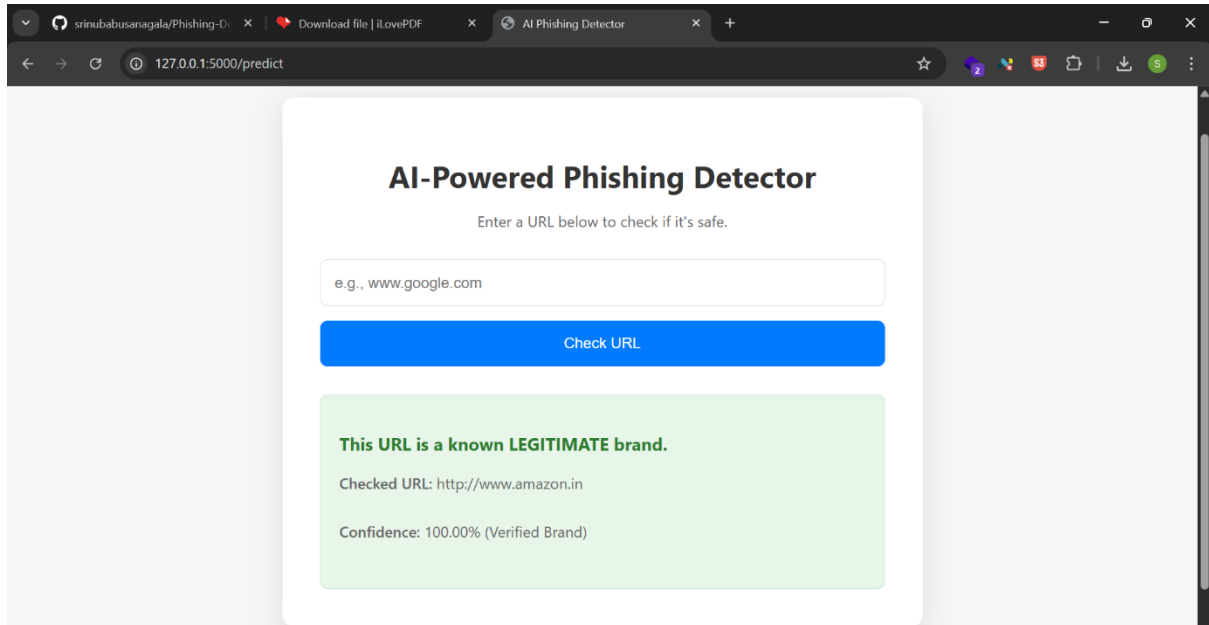 srinubabusanagala/Phishing-De
Download file | iLovePDF
AI Phishing Detector
127.0.0.1:5000/predict
2
S3
S
AI-Powered Phishing Detector
Enter a URL below to check if it's safe.
e.g., www.google.com
Check URL
This URL is a known LEGITIMATE brand.
Checked URL: http://www.amazon.in
Confidence: 100.00% (Verified Brand)